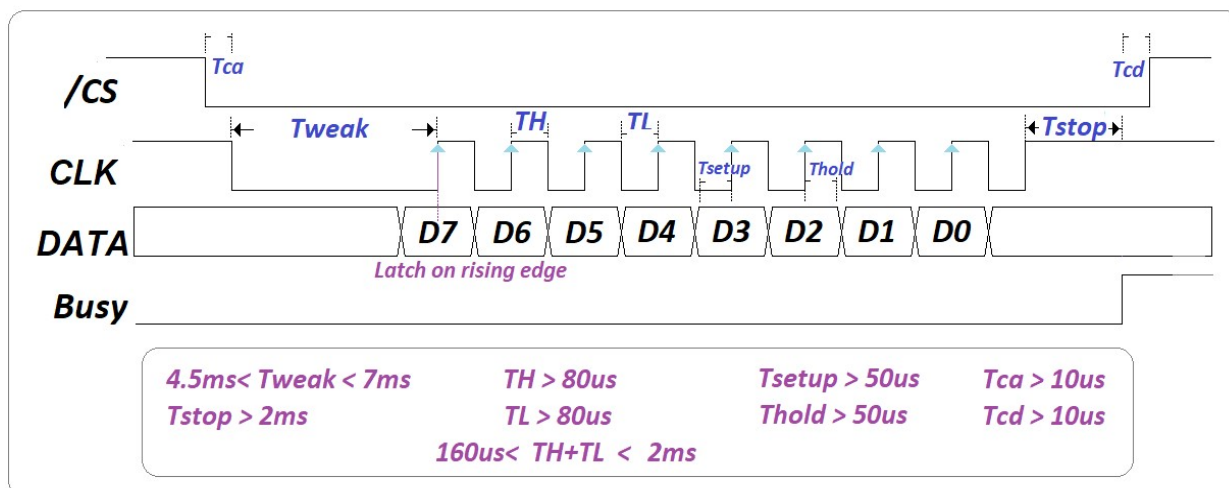 Tca Tcd
/CS
Tweak TH TL Tstop
CLK Tsetup Thold
DATA D7 D6 D5 D4 D3 D2 D1 D0
Latch on rising edge
Busy
4.5ms< Tweak < 7ms TH > 80us Tsetup > 50us Tca > 10us
Tstop > 2ms TL > 80us Thold > 50us Tcd > 10us
160us< TH+TL < 2ms